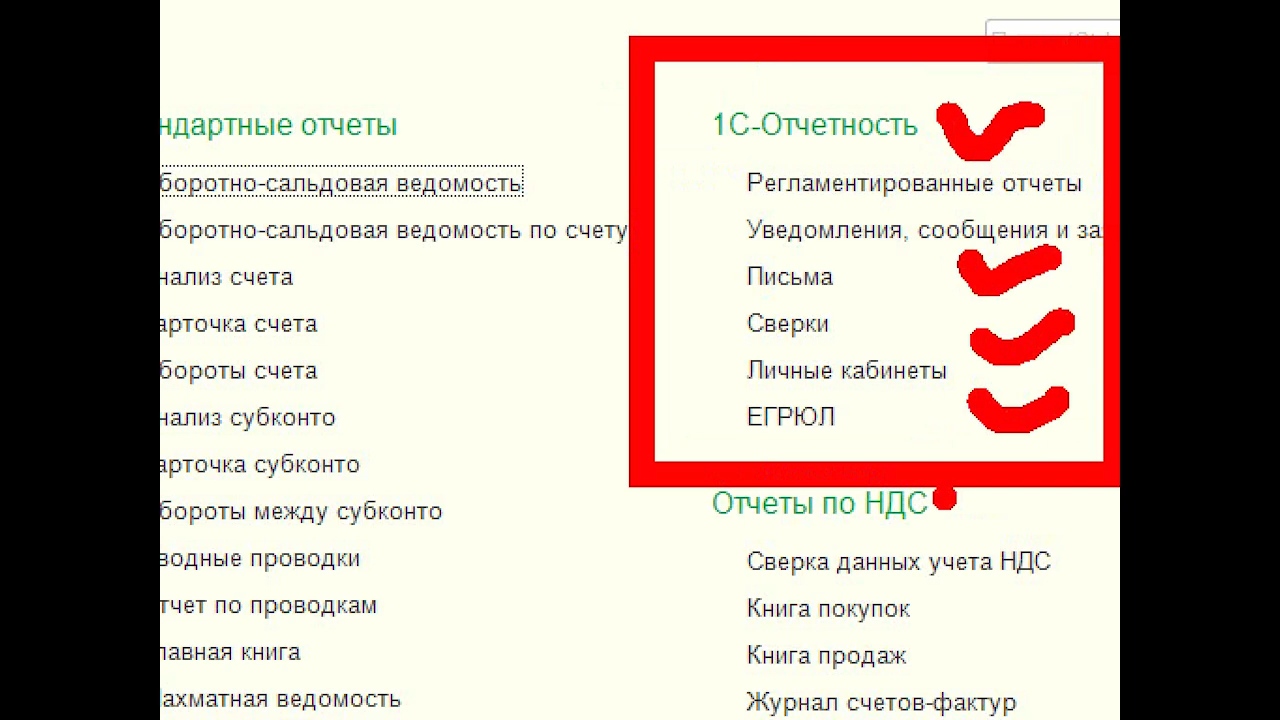 ндартные отчеты
боротно-сальдовая ведомость
боротно-сальдовая ведомость по счету
нализ счета
арточка счета
бороты счета
нализ субконто
арточка субконто
бороты между субконто
водные проводки
тчет по проводкам
лавная книга
ахматная ведомость
1С-Отчетность
Регламентированные отчеты
Уведомления, сообщения и за
Письма
Сверки
Личные кабинеты
ЕГРЮЛ
Отчеты по НДС
Сверка данных учета НДС
Книга покупок
Книга продаж
Журнал счетов-фактур